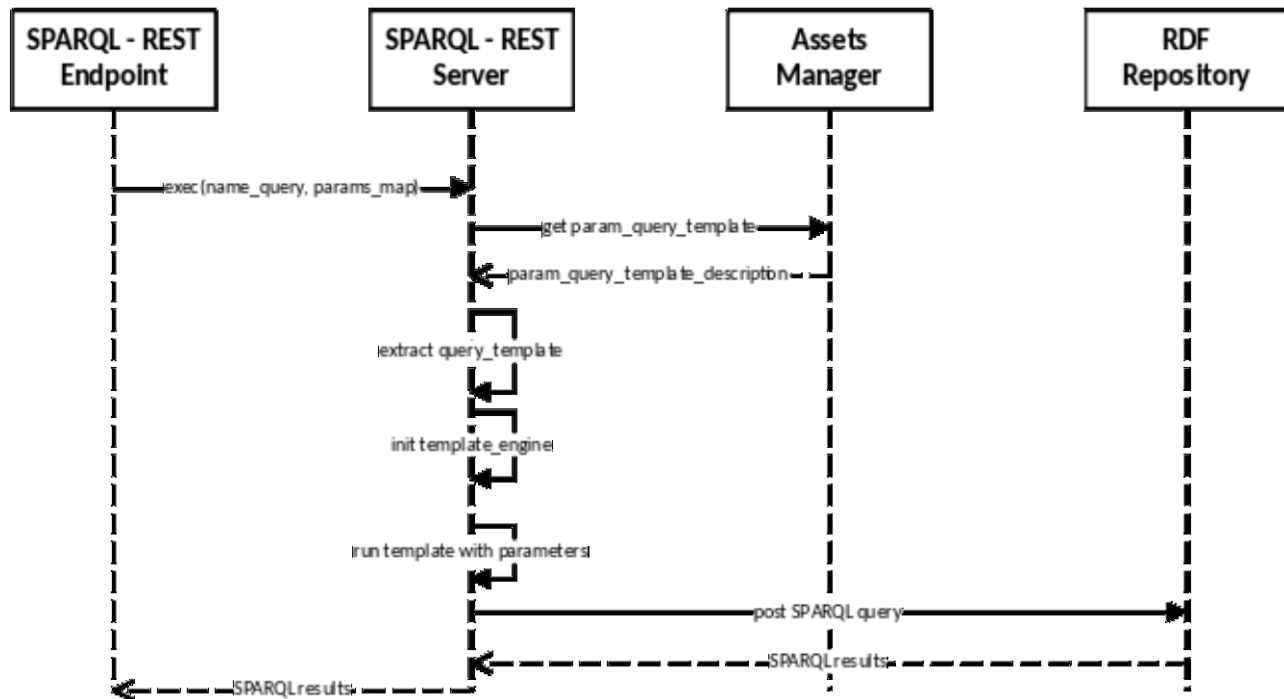 SPARQL - REST
Endpoint
SPARQL - REST
Server
Assets
Manager
RDF
Repository
exec(name_query, params_map)
get param_query_template
param_query_template_description
extract query_template
init template_engine
run template with parameters
post SPARQL query
SPARQL results
SPARQL results